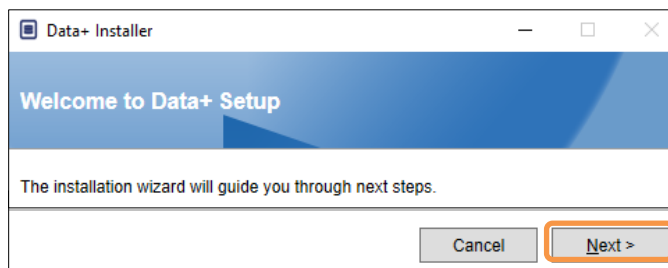 Data+ Installer
Welcome to Data+ Setup
The installation wizard will guide you through next steps.
Cancel Next >